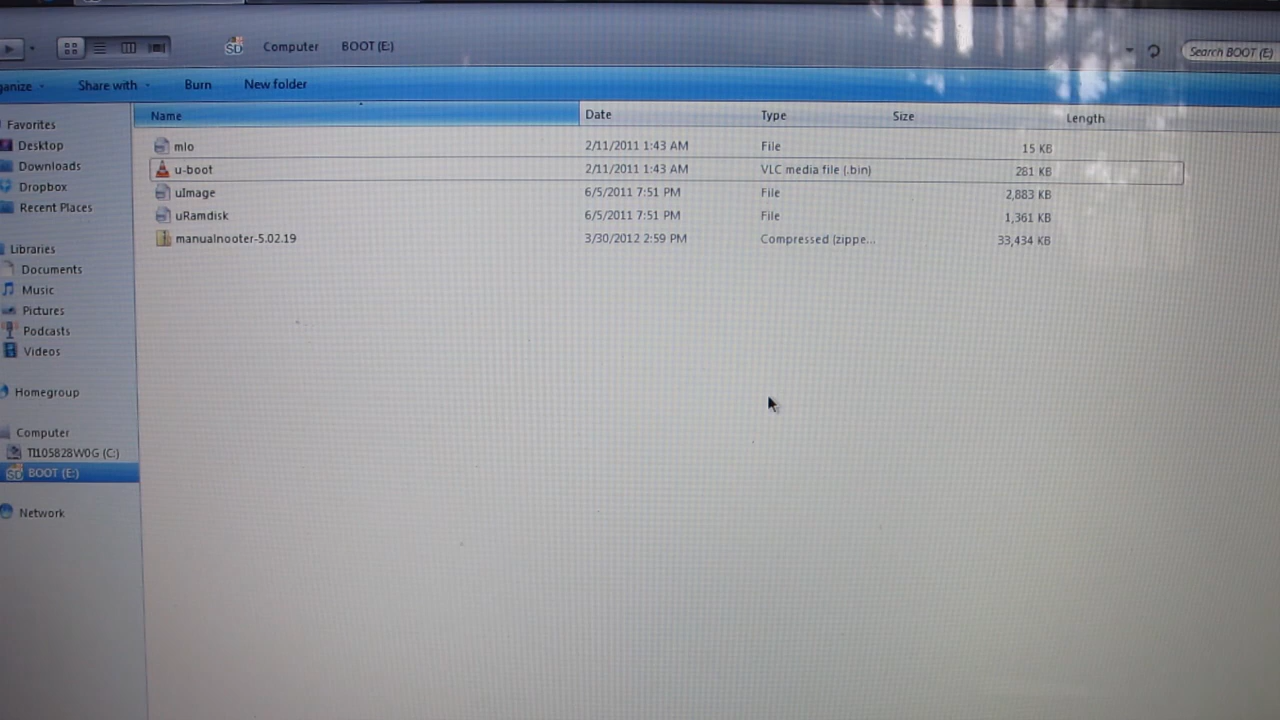 Computer BOOT (E:) Search BOOT (E)
ganize Share with Burn New folder
Name Date Type Size Length
Favorites
Desktop
Downloads
Dropbox
Recent Places
Libraries
Documents
Music
Pictures
Podcasts
Videos
Homegroup
Computer
TI105828W0G (C:)
BOOT (E:)
Network
mlo 2/11/2011 1:43 AM File 15 KB
u-boot 2/11/2011 1:43 AM VLC media file (.bin) 281 KB
uImage 6/5/2011 7:51 PM File 2,883 KB
uRamdisk 6/5/2011 7:51 PM File 1,361 KB
manualnooter-5.02.19 3/30/2012 2:59 PM Compressed (zippe... 33,434 KB